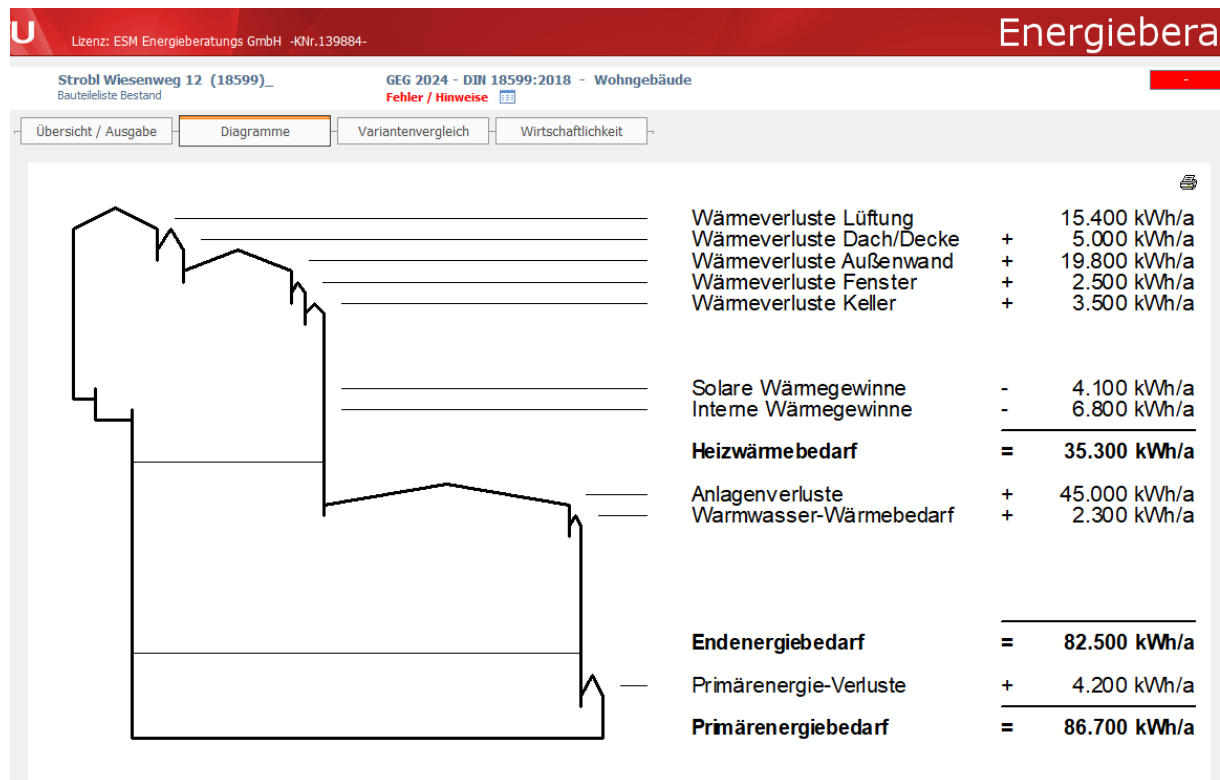 U Lizenz: ESM Energieberatungs GmbH -KNr.139884- Energiebera
Strobl Wiesenweg 12 (18599)_ GEG 2024 - DIN 18599:2018 - Wohngebäude -
Bauteileliste Bestand Fehler / Hinweise
Übersicht / Ausgabe Diagramme Variantenvergleich Wirtschaftlichkeit
Wärmeverluste Lüftung 15.400 kWh/a
Wärmeverluste Dach/Decke + 5.000 kWh/a
Wärmeverluste Außenwand + 19.800 kWh/a
Wärmeverluste Fenster + 2.500 kWh/a
Wärmeverluste Keller + 3.500 kWh/a
Solare Wärmegewinne - 4.100 kWh/a
Interne Wärmegewinne - 6.800 kWh/a
Heizwärmebedarf = 35.300 kWh/a
Anlagenverluste + 45.000 kWh/a
Warmwasser-Wärmebedarf + 2.300 kWh/a
Endenergiebedarf = 82.500 kWh/a
Primärenergie-Verluste + 4.200 kWh/a
Primärenergiebedarf = 86.700 kWh/a